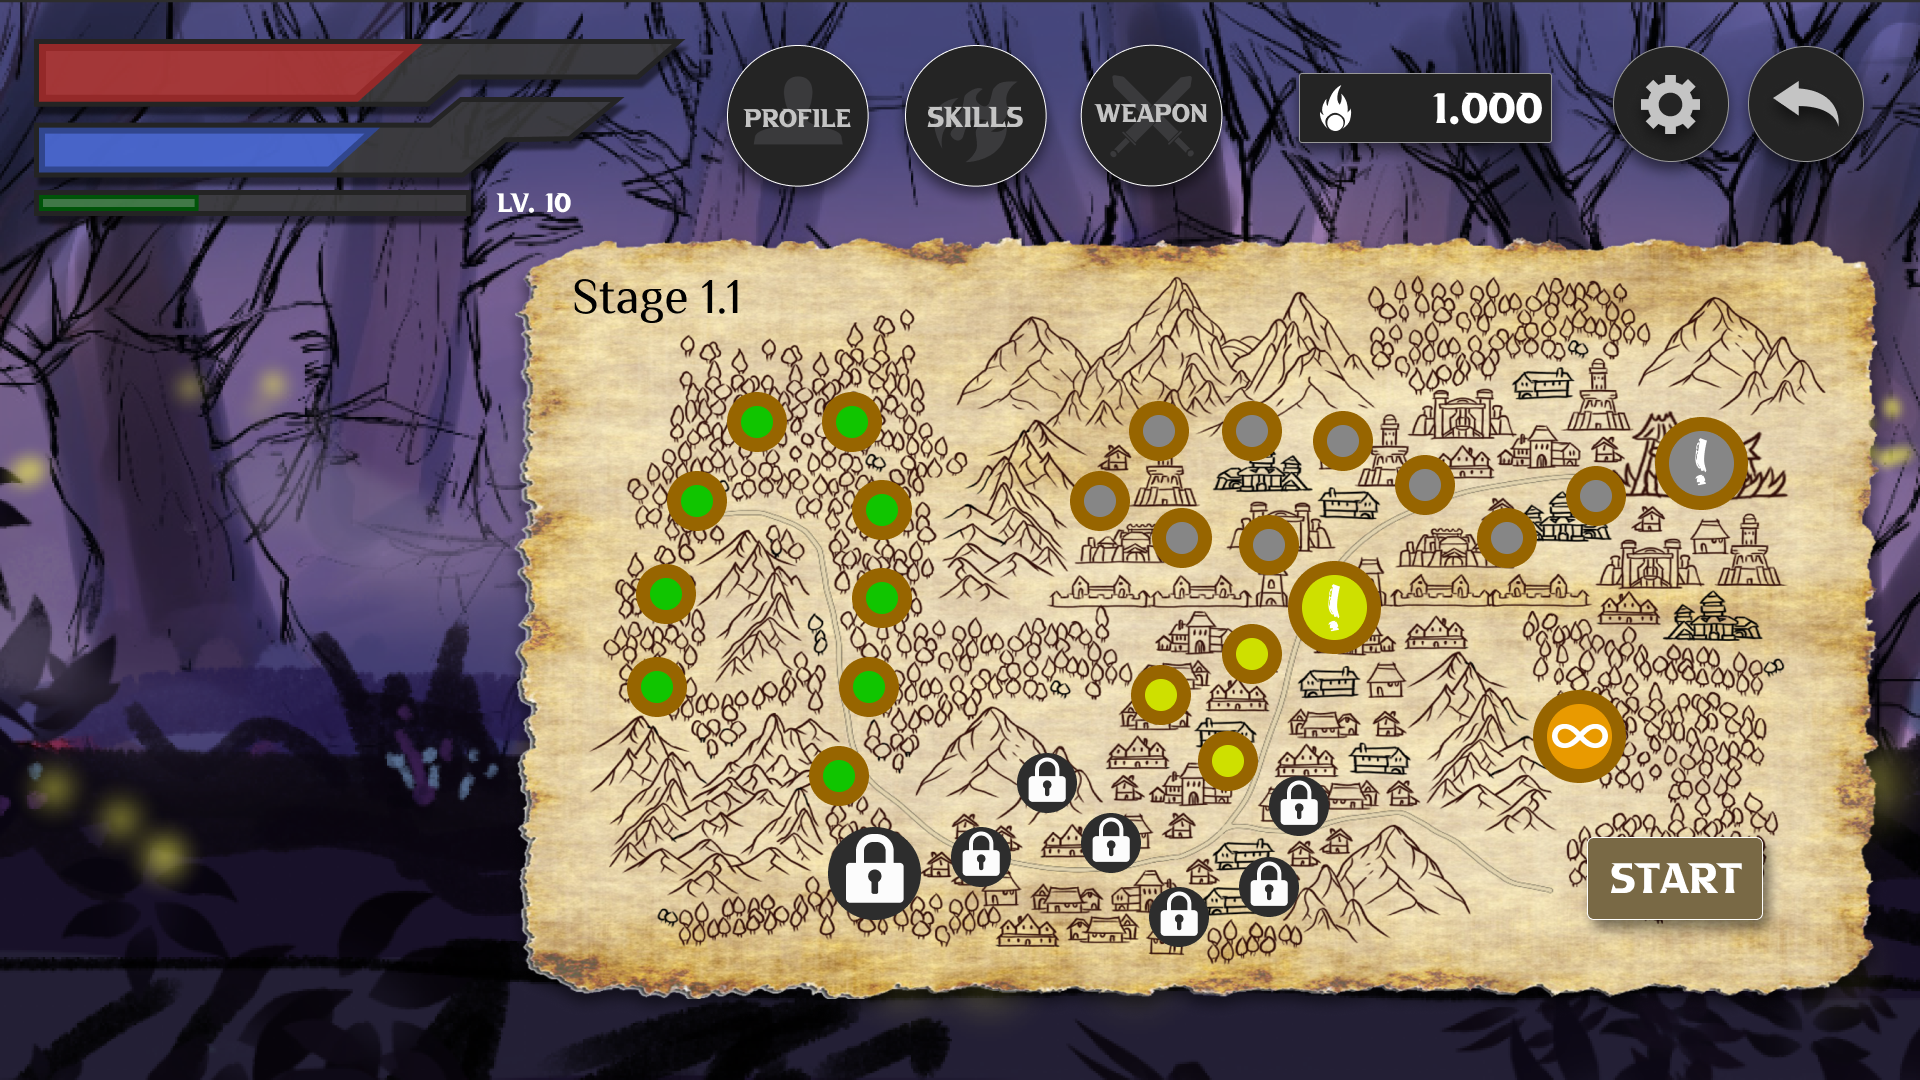 PROFILE
SKILLS
WEAPON
1.000
LV. 10
Stage 1.1
!
!
∞
START